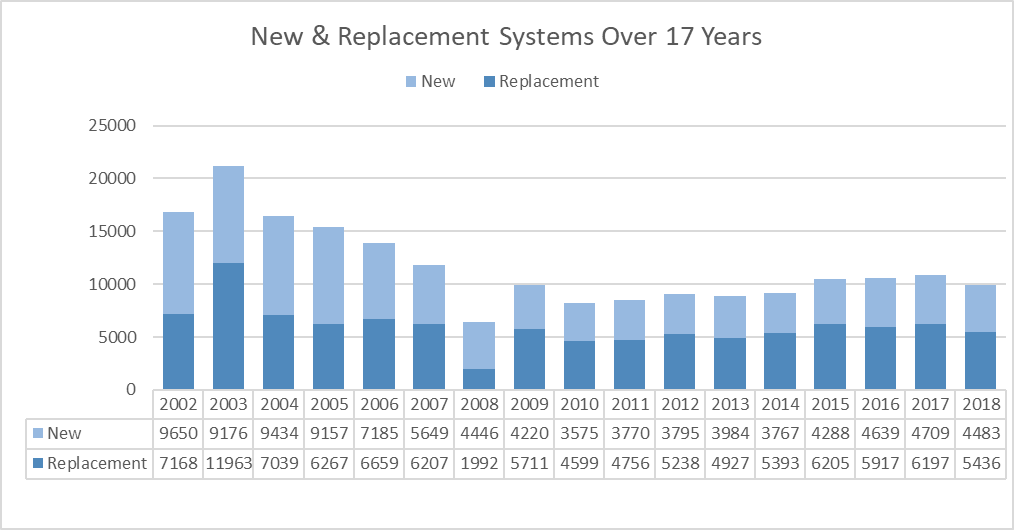 New & Replacement Systems Over 17 Years
New Replacement
25000
20000
15000
10000
5000
0
2002 2003 2004 2005 2006 2007 2008 2009 2010 2011 2012 2013 2014 2015 2016 2017 2018
New 9650 9176 9434 9157 7185 5649 4446 4220 3575 3770 3795 3984 3767 4288 4639 4709 4483
Replacement 7168 11963 7039 6267 6659 6207 1992 5711 4599 4756 5238 4927 5393 6205 5917 6197 5436